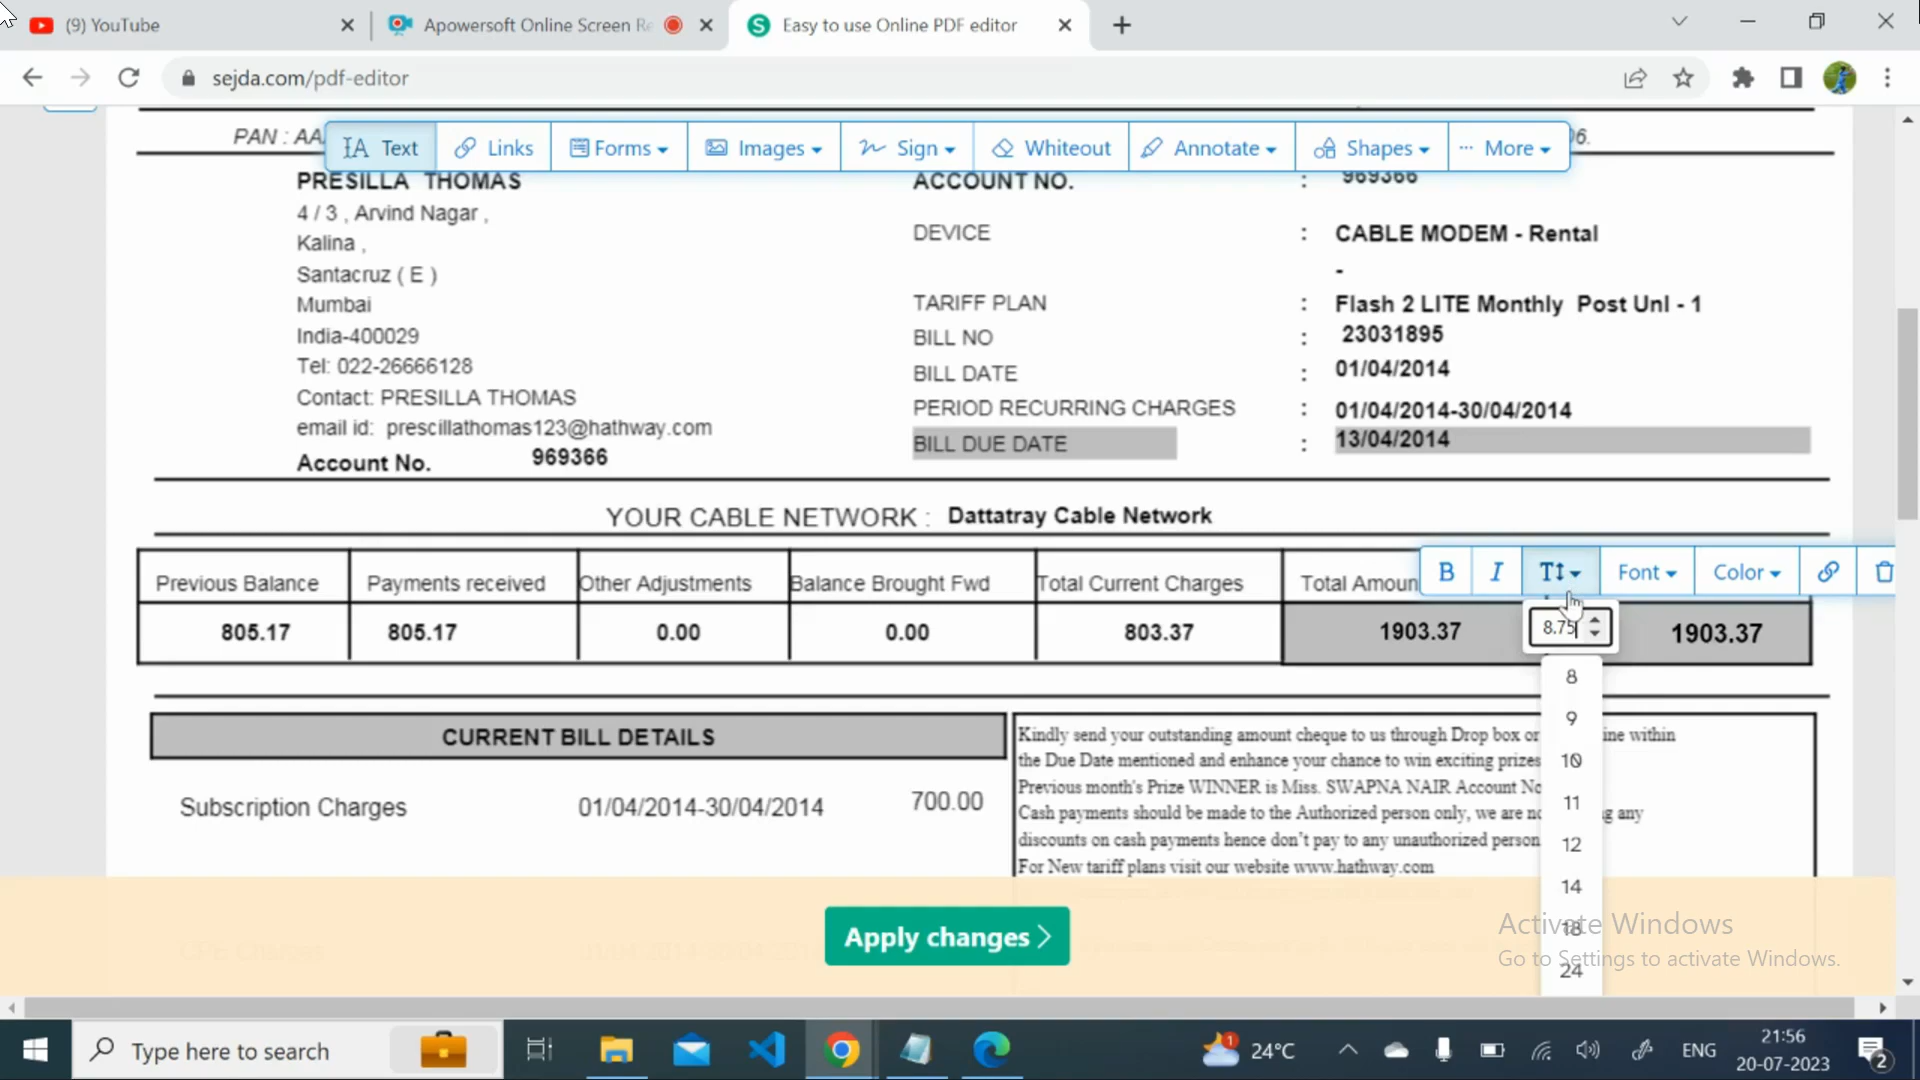 (9) YouTube
Apowersoft Online Screen Re
Easy to use Online PDF editor
sejda.com/pdf-editor
PAN : AA
06.
Text
Links
Forms
Images
Sign
Whiteout
Annotate
Shapes
More
PRESILLA THOMAS
4 / 3 , Arvind Nagar ,
Kalina ,
Santacruz ( E )
Mumbai
India-400029
Tel: 022-26666128
Contact: PRESILLA THOMAS
email id: prescillathomas123@hathway.com
Account No. 969366
ACCOUNT NO. : 969366
DEVICE : CABLE MODEM - Rental
-
TARIFF PLAN : Flash 2 LITE Monthly Post Unl - 1
BILL NO : 23031895
BILL DATE : 01/04/2014
PERIOD RECURRING CHARGES : 01/04/2014-30/04/2014
BILL DUE DATE : 13/04/2014
YOUR CABLE NETWORK : Dattatray Cable Network
Previous Balance Payments received Other Adjustments Balance Brought Fwd Total Current Charges Total Amoun
B I T Font Color
805.17 805.17 0.00 0.00 803.37 1903.37 1903.37
8.75
8
9
10
11
12
14
18
24
CURRENT BILL DETAILS
Subscription Charges 01/04/2014-30/04/2014 700.00
Kindly send your outstanding amount cheque to us through Drop box or ine within
the Due Date mentioned and enhance your chance to win exciting prizes
Previous month's Prize WINNER is Miss. SWAPNA NAIR Account No
Cash payments should be made to the Authorized person only, we are no g any
discounts on cash payments hence don't pay to any unauthorized person
For New tariff plans visit our website www.hathway.com
Apply changes
Activate Windows
Go to Settings to activate Windows.
Type here to search
1
24°C
ENG
21:56
20-07-2023
2